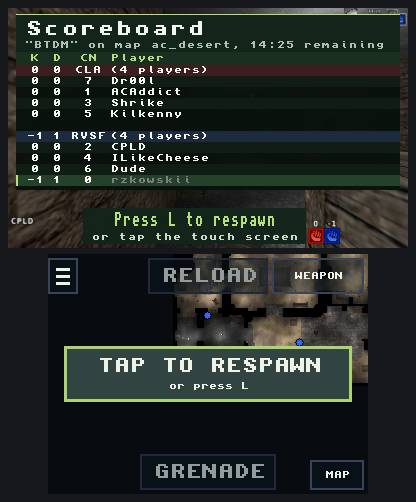 Scoreboard
"BTDM" on map ac_desert, 14:25 remaining
K D CN Player
0 0 CLA (4 players)
0 0 7 Dr00l
0 0 1 ACAddict
0 0 3 Shrike
0 0 5 Kilkenny
-1 1 RVSF (4 players)
0 0 2 CPLD
0 0 4 ILikeCheese
0 0 6 Dude
-1 1 0 rzkowskii
CPLD
Press L to respawn
or tap the touch screen
0 -1
RELOAD
WEAPON
TAP TO RESPAWN
or press L
GRENADE
MAP